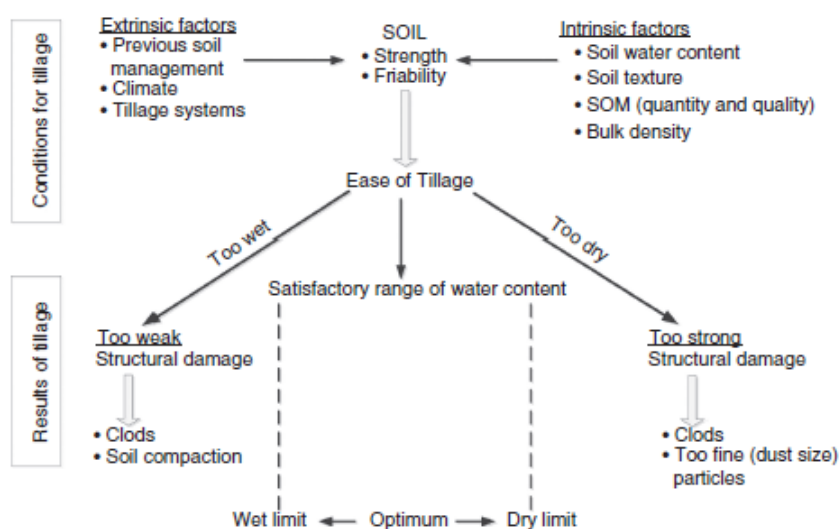 Conditions for tillage
Extrinsic factors
• Previous soil
management
• Climate
• Tillage systems
SOIL
• Strength
• Friability
Intrinsic factors
• Soil water content
• Soil texture
• SOM (quantity and quality)
• Bulk density
Ease of Tillage
Too wet
Too dry
Satisfactory range of water content
Results of tillage
Too weak
Structural damage
• Clods
• Soil compaction
Too strong
Structural damage
• Clods
• Too fine (dust size)
particles
Wet limit
Optimum
Dry limit